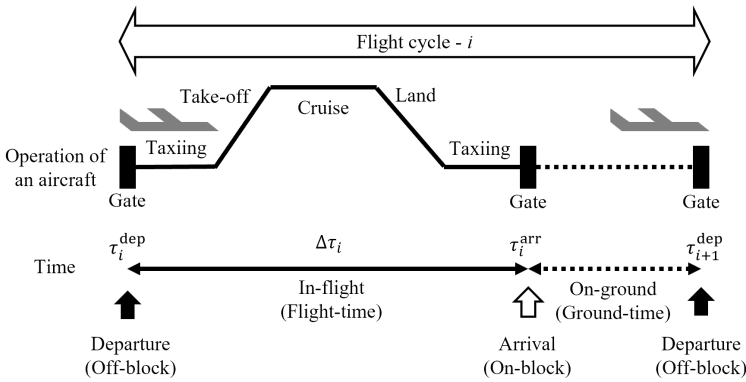 Flight cycle - i
Take-off
Land
Cruise
Taxiing
Taxiing
Operation of
an aircraft
Gate
Gate
Gate
τ_i^dep
Δτ_i
τ_i^arr
τ_{i+1}^dep
Time
In-flight
(Flight-time)
On-ground
(Ground-time)
Departure
(Off-block)
Arrival
(On-block)
Departure
(Off-block)